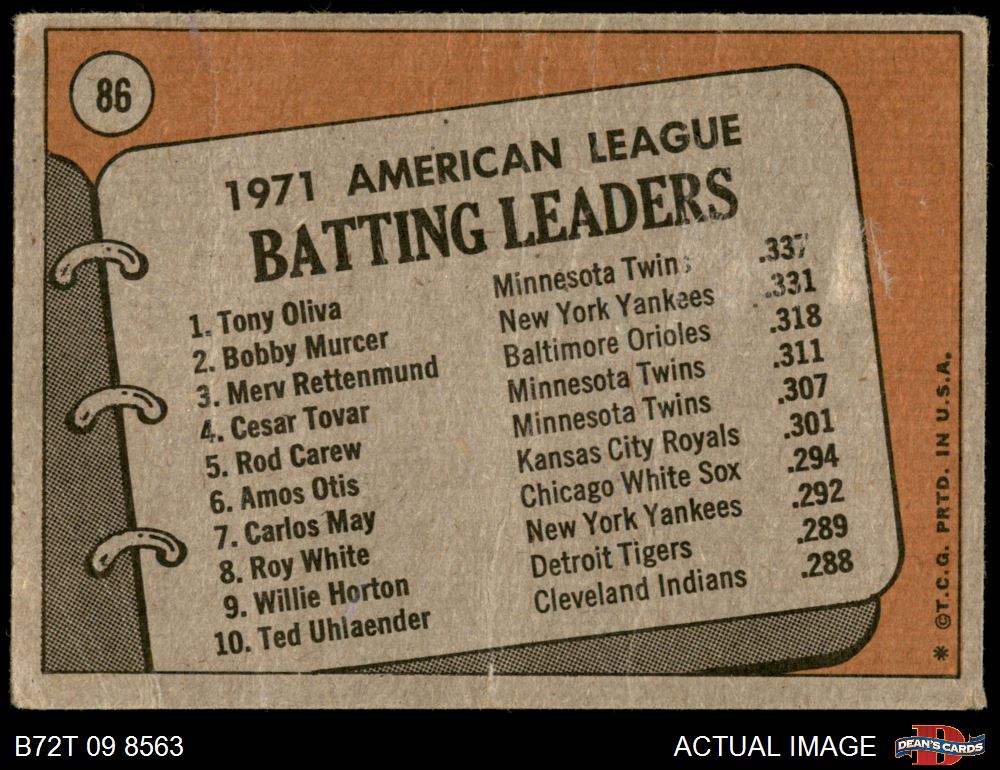 86
1971 AMERICAN LEAGUE
BATTING LEADERS
1. Tony Oliva Minnesota Twins .337
2. Bobby Murcer New York Yankees .331
3. Merv Rettenmund Baltimore Orioles .318
4. Cesar Tovar Minnesota Twins .311
5. Rod Carew Minnesota Twins .307
6. Amos Otis Kansas City Royals .301
7. Carlos May Chicago White Sox .294
8. Roy White New York Yankees .292
9. Willie Horton Detroit Tigers .289
10. Ted Uhlaender Cleveland Indians .288
* ©T.C.G. PRTD. IN U.S.A.
B72T 09 8563
ACTUAL IMAGE
D
DEAN'S CARDS